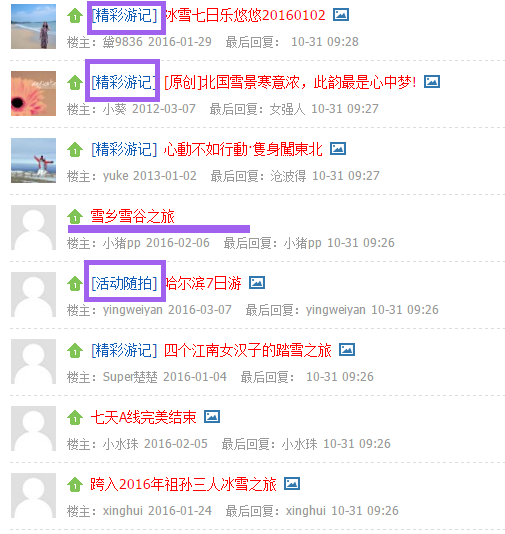 [精彩游记] 冰雪七日乐悠悠20160102
楼主：黛9836 2016-01-29 最后回复： 10-31 09:28
[精彩游记] [原创]北国雪景寒意浓，此韵最是心中梦！
楼主：小葵 2012-03-07 最后回复：女强人 10-31 09:27
[精彩游记] 心動不如行動·隻身闖東北
楼主：yuke 2013-01-02 最后回复：沧波得 10-31 09:27
雪乡雪谷之旅
楼主：小猪pp 2016-02-06 最后回复：小猪pp 10-31 09:26
[活动随拍] 哈尔滨7日游
楼主：yingweiyan 2016-03-07 最后回复：yingweiyan 10-31 09:26
[精彩游记] 四个江南女汉子的踏雪之旅
楼主：Super楚楚 2016-01-04 最后回复： 10-31 09:26
七天A线完美结束
楼主：小水珠 2016-02-05 最后回复：小水珠 10-31 09:26
跨入2016年祖孙三人冰雪之旅
楼主：xinghui 2016-01-24 最后回复：xinghui 10-31 09:26